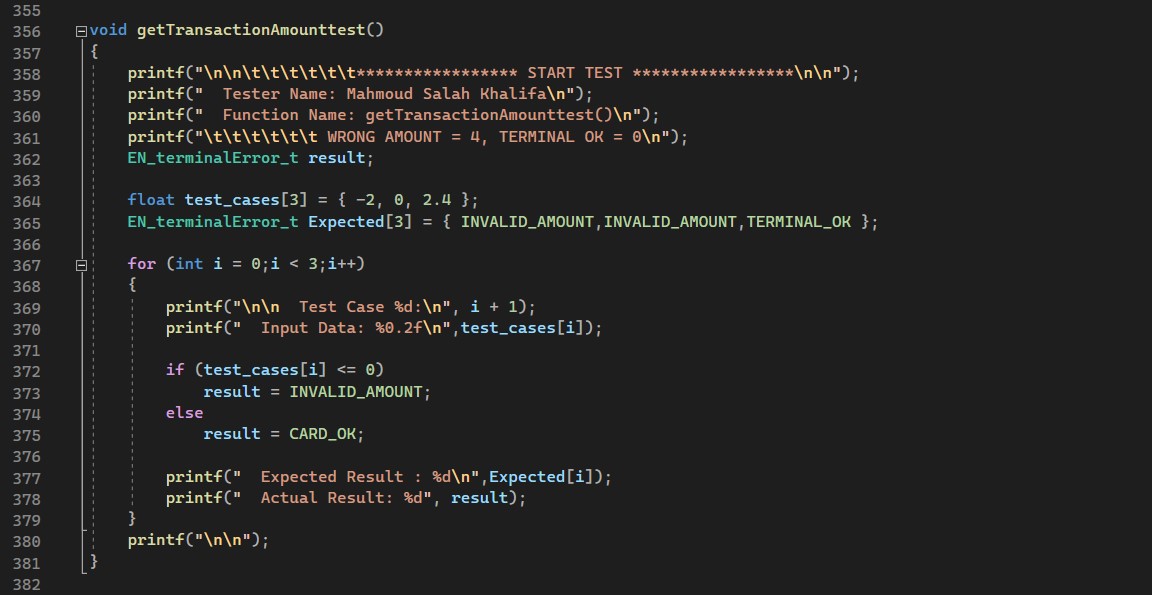 355
356 void getTransactionAmounttest()
357 {
358 printf("\n\n\t\t\t\t\t\t***************** START TEST *****************\n\n");
359 printf("  Tester Name: Mahmoud Salah Khalifa\n");
360 printf("  Function Name: getTransactionAmounttest()\n");
361 printf("\t\t\t\t\t\t WRONG AMOUNT = 4, TERMINAL OK = 0\n");
362 EN_terminalError_t result;
363
364 float test_cases[3] = { -2, 0, 2.4 };
365 EN_terminalError_t Expected[3] = { INVALID_AMOUNT,INVALID_AMOUNT,TERMINAL_OK };
366
367 for (int i = 0;i < 3;i++)
368 {
369 printf("\n\n  Test Case %d:\n", i + 1);
370 printf("  Input Data: %0.2f\n",test_cases[i]);
371
372 if (test_cases[i] <= 0)
373 result = INVALID_AMOUNT;
374 else
375 result = CARD_OK;
376
377 printf("  Expected Result : %d\n",Expected[i]);
378 printf("  Actual Result: %d", result);
379 }
380 printf("\n\n");
381 }
382